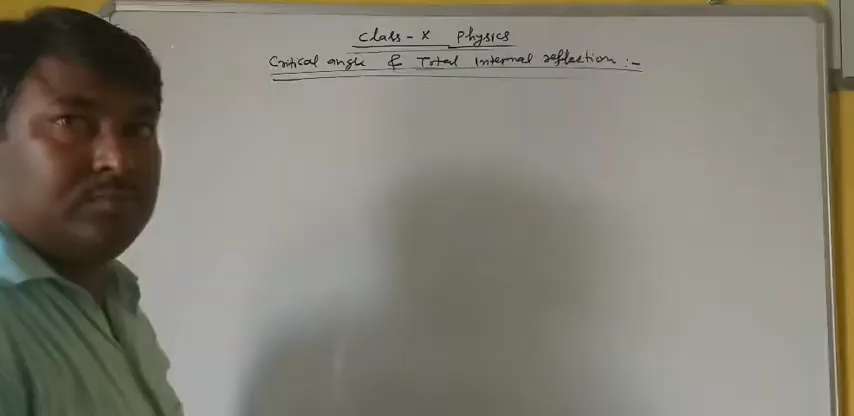 Class - X Physics
Critical angle & Total Internal reflection :-